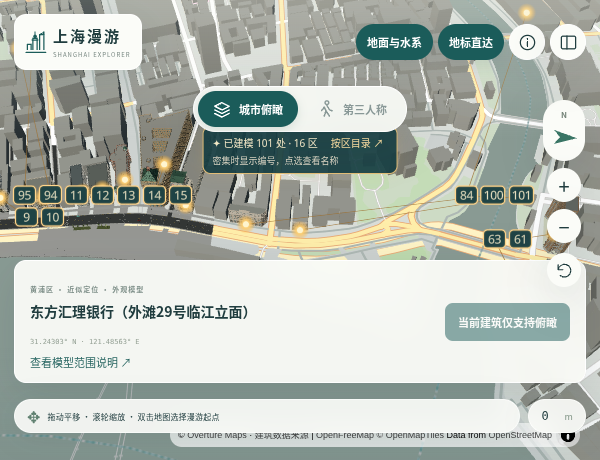 上海漫游
SHANGHAI EXPLORER
地面与水系
地标直达
城市俯瞰
第三人称
N
✦ 已建模 101 处 · 16 区 按区目录 ↗
密集时显示编号，点选查看名称
95 94 11 12 13 14 15
9 10
84 100 101
63 61
+
−
黄浦区 · 近似定位 · 外观模型
东方汇理银行（外滩29号临江立面）
31.24303° N · 121.48563° E
查看模型范围说明 ↗
当前建筑仅支持俯瞰
拖动平移 · 滚轮缩放 · 双击地图选择漫游起点
0 m
© Overture Maps · 建筑数据来源 | OpenFreeMap © OpenMapTiles Data from OpenStreetMap